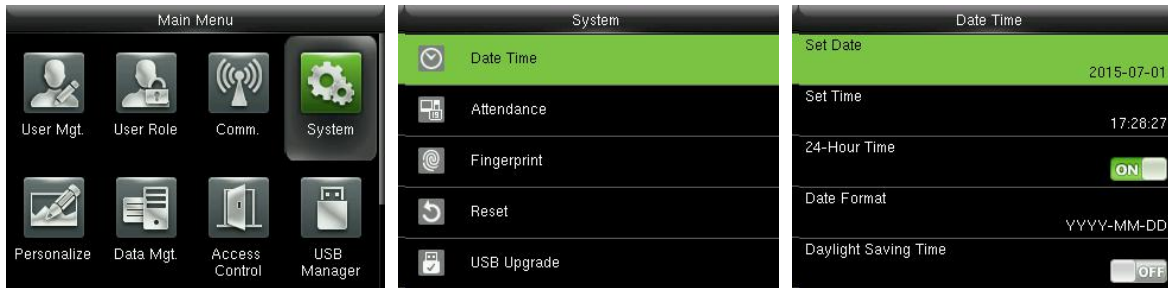 Main Menu
User Mgt.
User Role
Comm.
System
Personalize
Data Mgt.
Access
Control
USB
Manager
System
Date Time
Attendance
Fingerprint
Reset
USB Upgrade
Date Time
Set Date
2015-07-01
Set Time
17:28:27
24-Hour Time
ON
Date Format
YYYY-MM-DD
Daylight Saving Time
OFF